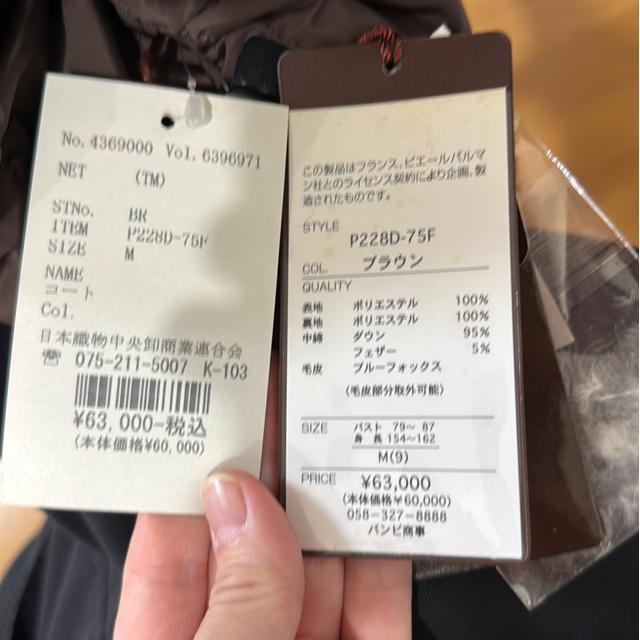 No. 4369000 Vol. 6396971
NET (TM)
STNo. BR
ITEM P228D-75F
SIZE M
NAME
コート
Col.
日本織物中央卸商業連合会
☎ 075-211-5007 K-103
¥63,000-税込
(本体価格¥60,000)
この製品はフランス、ピエールバルマ
ン社とのライセンス契約により企画、製
造されたものです。
STYLE
P228D-75F
COL. ブラウン
QUALITY
表地 ポリエステル 100%
裏地 ポリエステル 100%
中綿 ダウン 95%
フェザー 5%
毛皮 ブルーフォックス
(毛皮部分取外可能)
SIZE バスト 79～ 87
身 長 154～162
M(9)
PRICE ¥63,000
(本体価格¥60,000)
058-327-8888
バンビ商事